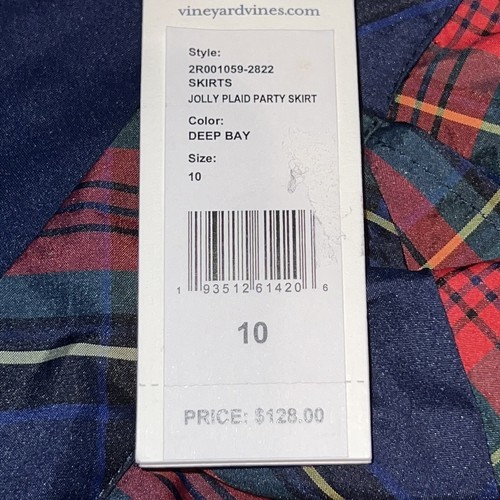 vineyardvines.com
Style:
2R001059-2822
SKIRTS
JOLLY PLAID PARTY SKIRT
Color:
DEEP BAY
Size:
10
1 93512 61420 6
10
PRICE: $128.00